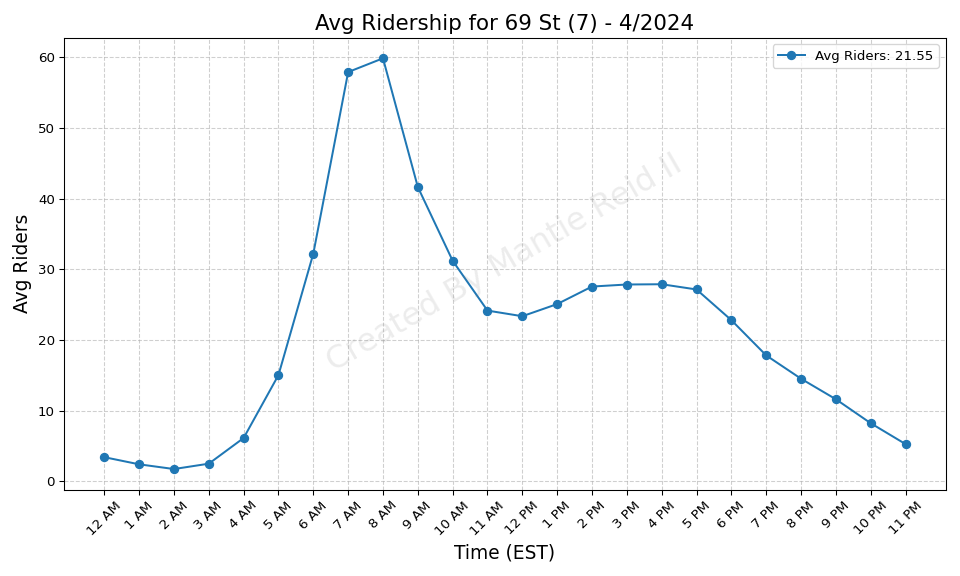 Avg Ridership for 69 St (7) - 4/2024
Avg Riders: 21.55
Avg Riders
60
50
40
30
20
10
0
Created By Mantie Reid II
12 AM
1 AM
2 AM
3 AM
4 AM
5 AM
6 AM
7 AM
8 AM
9 AM
10 AM
11 AM
12 PM
1 PM
2 PM
3 PM
4 PM
5 PM
6 PM
7 PM
8 PM
9 PM
10 PM
11 PM
Time (EST)